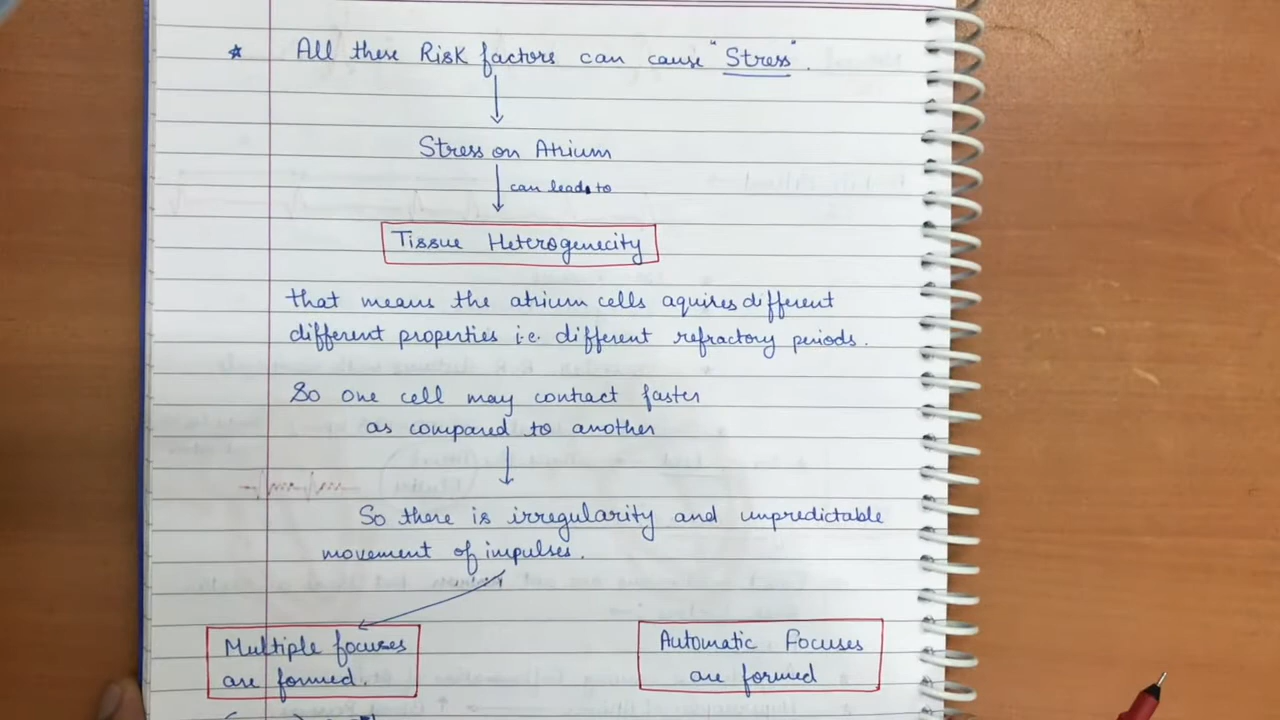 * All these Risk factors can cause "Stress".
Stress on Atrium
can leads to
Tissue Heterogenecity
that means the atrium cells aquires different
different properties i.e. different refractory periods.
So one cell may contract faster
as compared to another
So there is irregularity and unpredictable
movement of impulses.
Multiple focuses
are formed.
Automatic Focuses
are formed